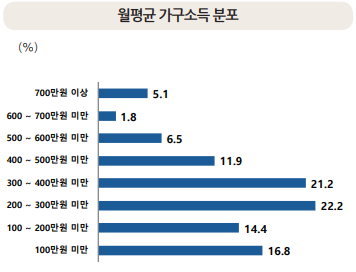 월평균 가구소득 분포
(%)
700만원 이상 5.1
600 ~ 700만원 미만 1.8
500 ~ 600만원 미만 6.5
400 ~ 500만원 미만 11.9
300 ~ 400만원 미만 21.2
200 ~ 300만원 미만 22.2
100 ~ 200만원 미만 14.4
100만원 미만 16.8